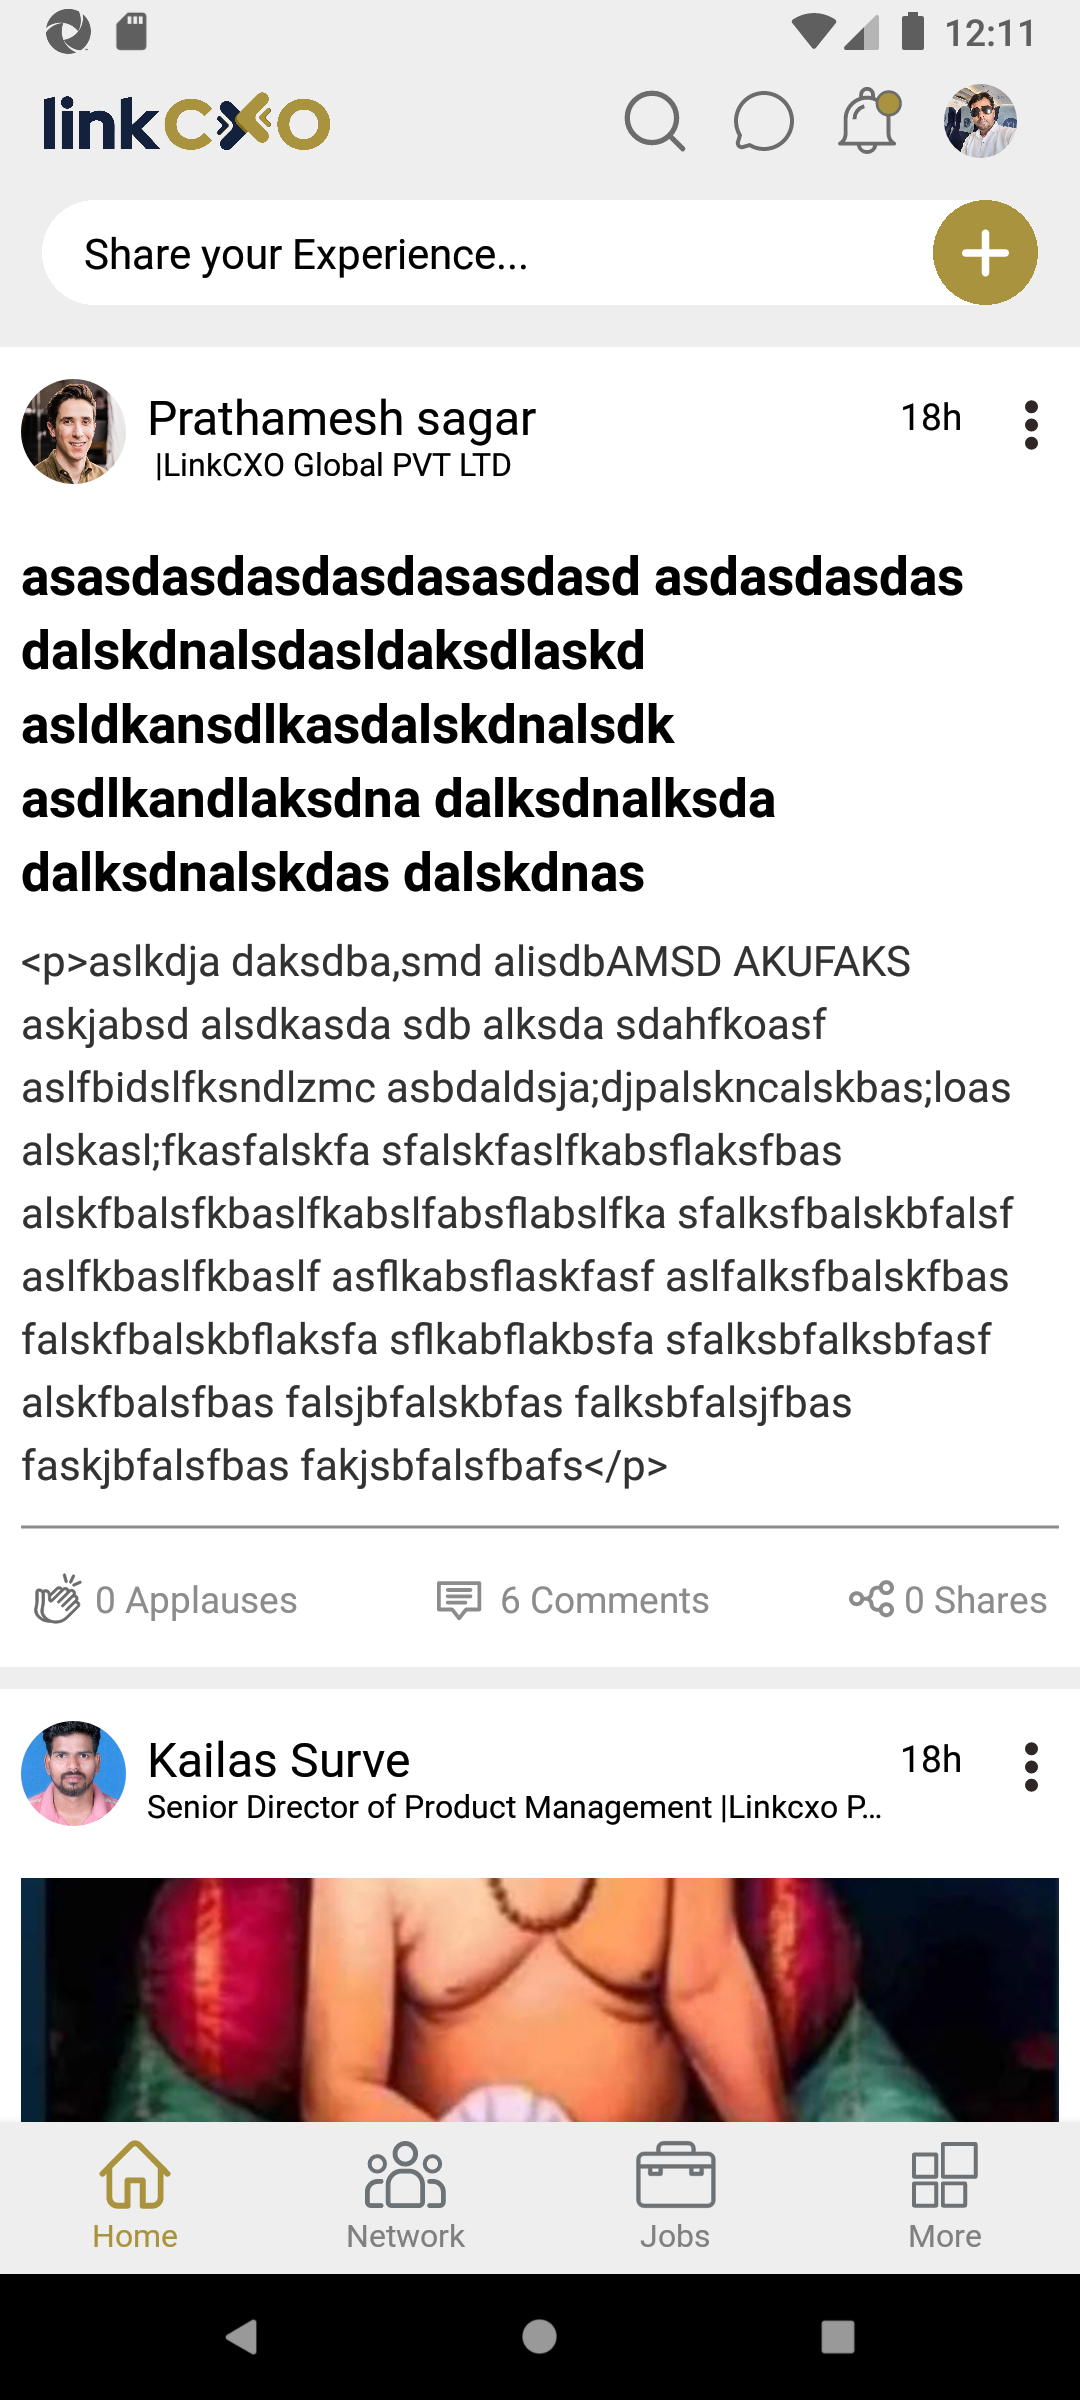 12:11
linkCXO
Share your Experience...
Prathamesh sagar
18h
|LinkCXO Global PVT LTD
asasdasdasdasdasasdasd asdasdasdas
dalskdnalsdasldaksdlaskd
asldkansdlkasdalskdnalsdk
asdlkandlaksdna dalksdnalksda
dalksdnalskdas dalskdnas
<p>aslkdja daksdba,smd alisdbAMSD AKUFAKS
askjabsd alsdkasda sdb alksda sdahfkoasf
aslfbidslfksndlzmc asbdaldsja;djpalskncalskbas;loas
alskasl;fkasfalskfa sfalskfaslfkabsflaksfbas
alskfbalsfkbaslfkabslfabsflabslfka sfalksfbalskbfalsf
aslfkbaslfkbaslf asflkabsflaskfasf aslfalksfbalskfbas
falskfbalskbflaksfa sflkabflakbsfa sfalksbfalksbfasf
alskfbalsfbas falsjbfalskbfas falksbfalsjfbas
faskjbfalsfbas fakjsbfalsfbafs</p>
0 Applauses
6 Comments
0 Shares
Kailas Surve
18h
Senior Director of Product Management |Linkcxo P...
Home
Network
Jobs
More